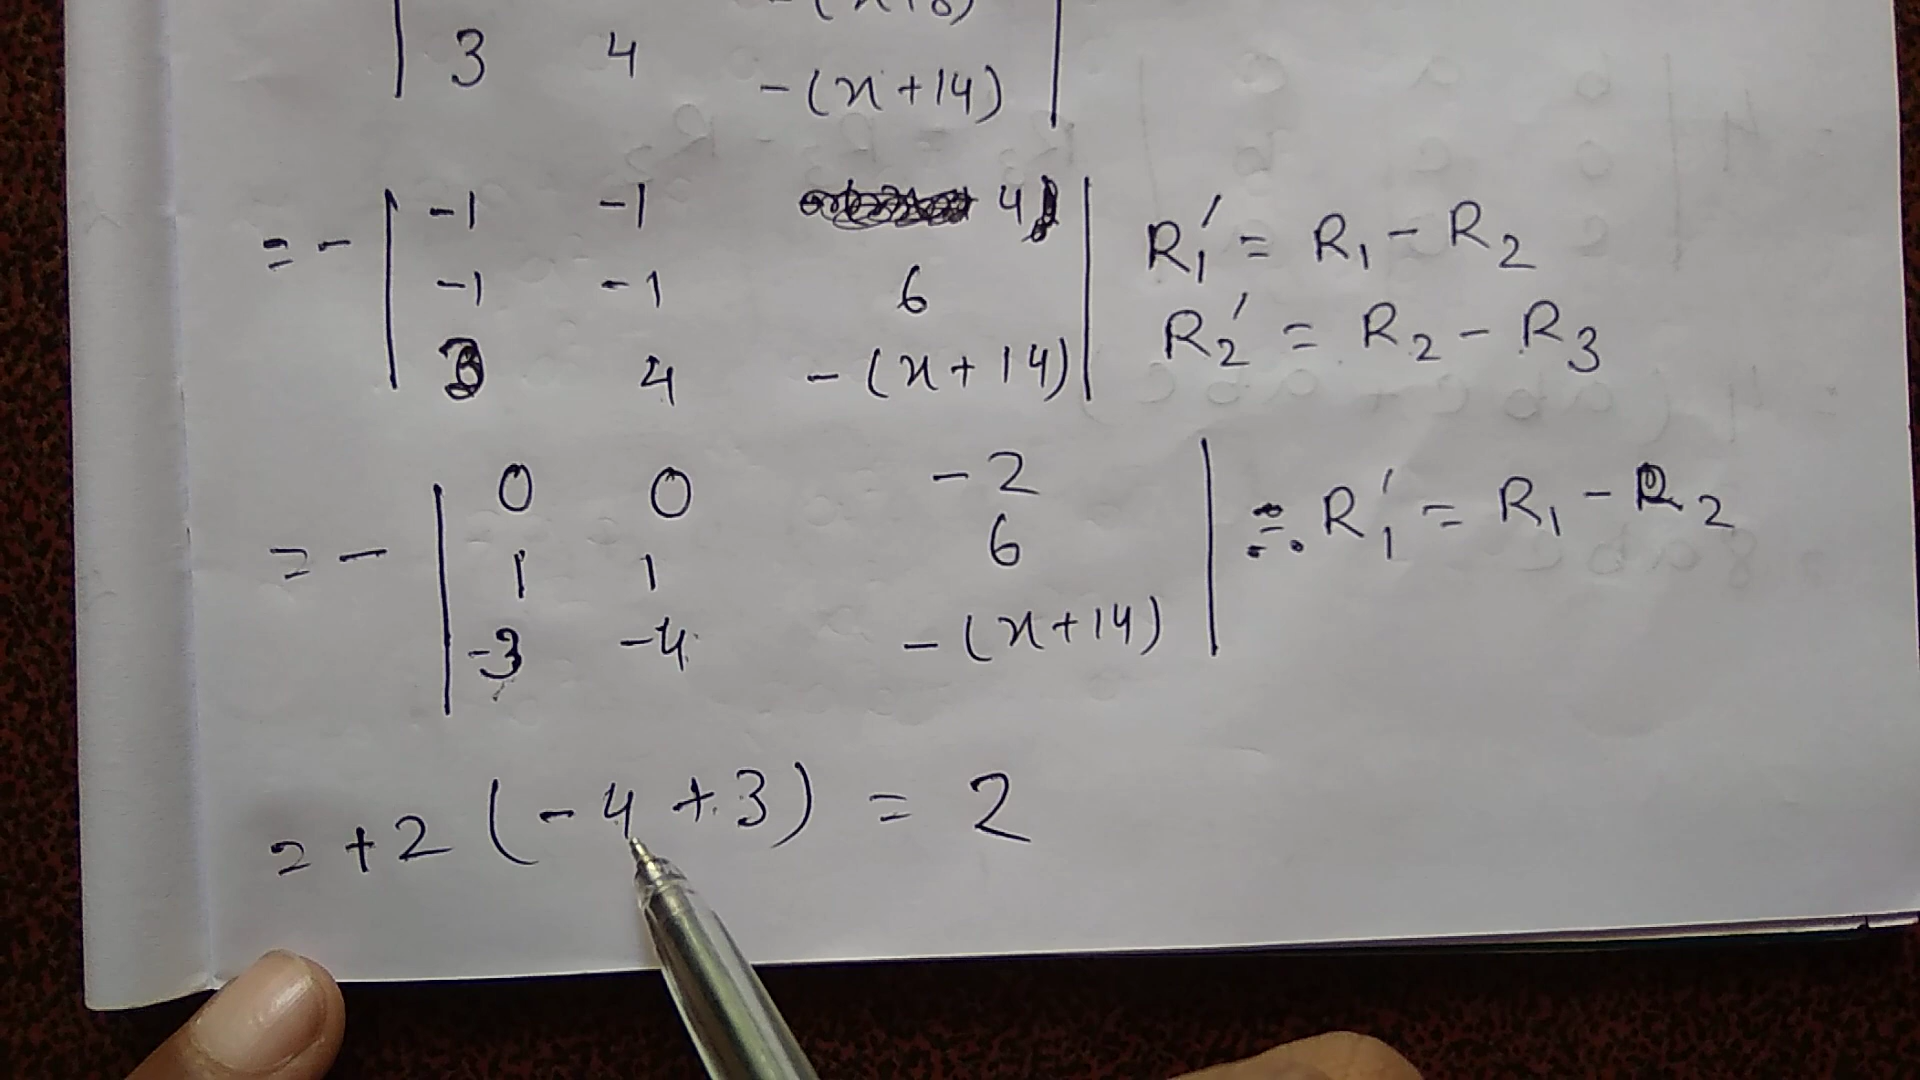 3 4 -(x+14)
= - | -1 -1 4 | R₁' = R₁ - R₂
-1 -1 6 R₂' = R₂ - R₃
3 4 -(x+14)
= - | 0 0 -2 | R₁' = R₁ - R₂
1 1 6
-3 -4 -(x+14)
= +2 (-4+3) = 2